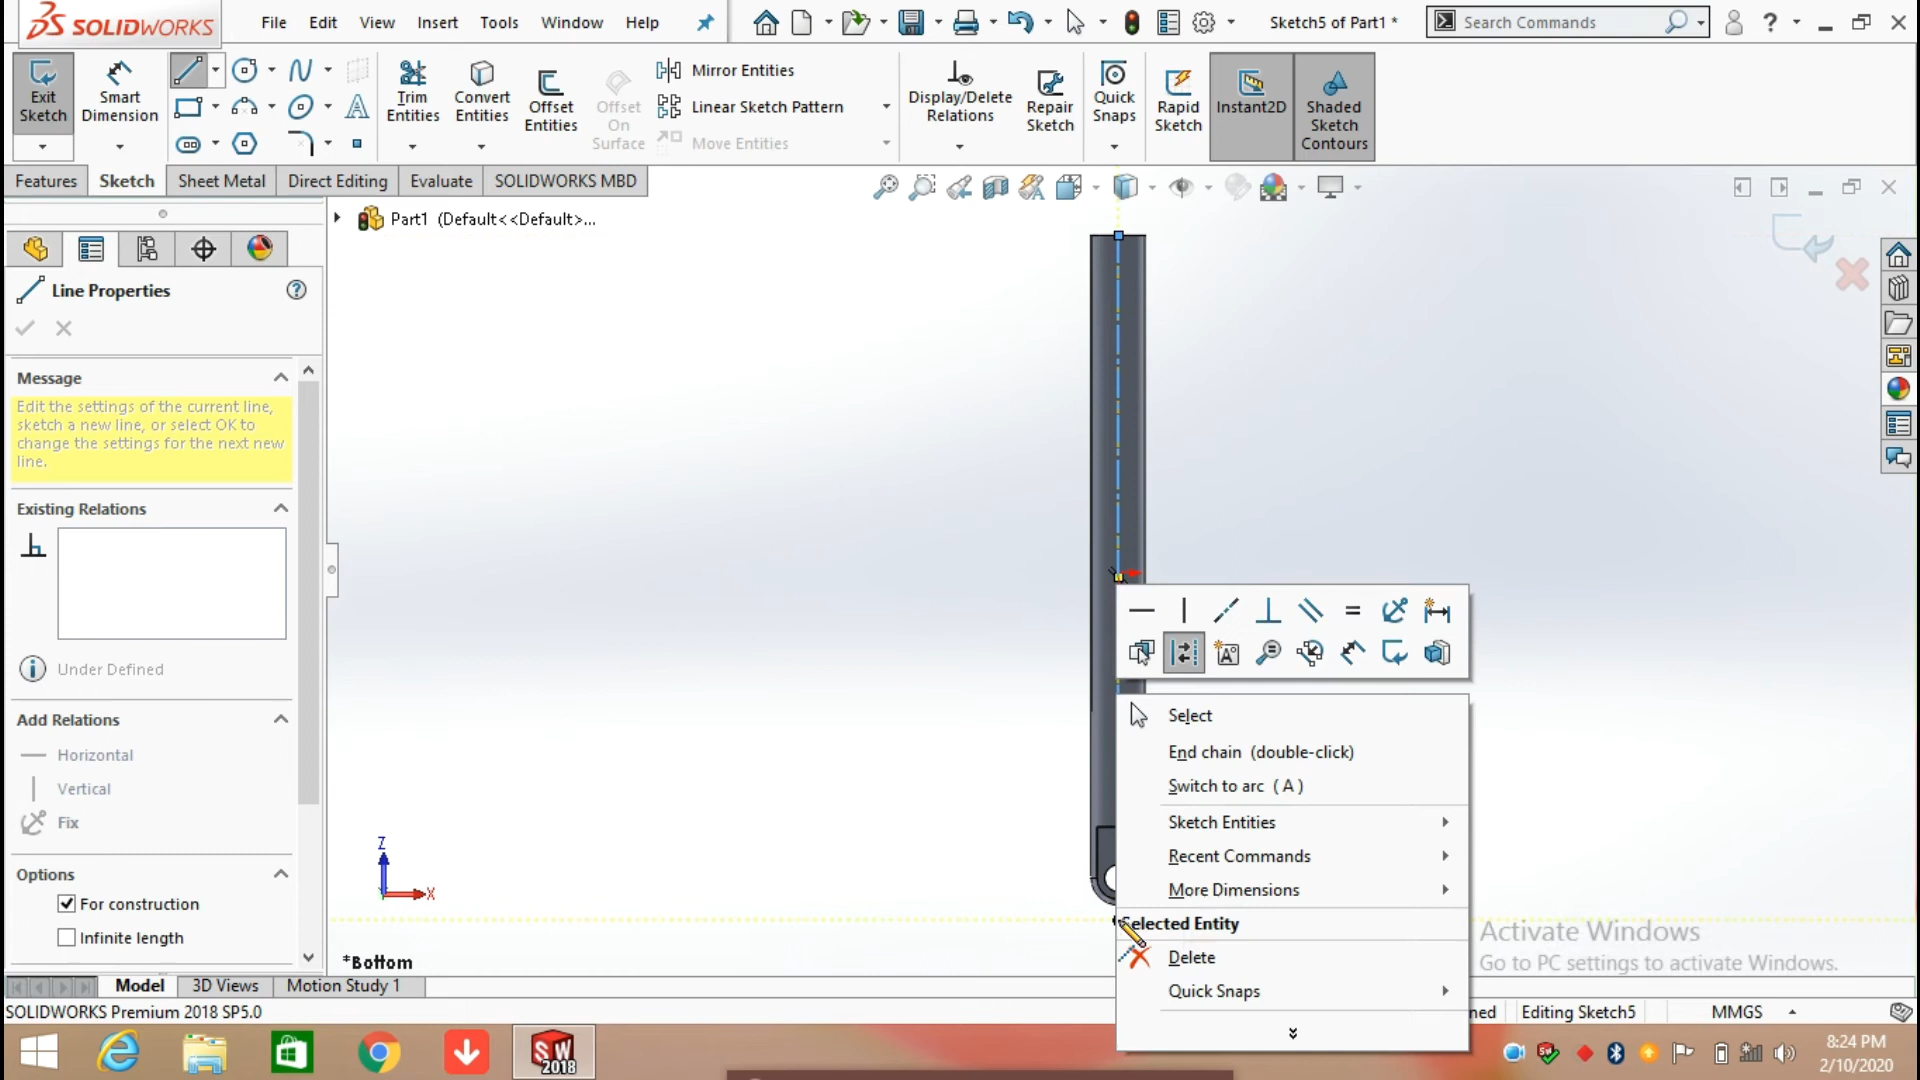 SOLIDWORKS
File Edit View Insert Tools Window Help
Sketch5 of Part1 *
Search Commands
Exit Sketch
Smart Dimension
Trim Entities
Convert Entities
Offset Entities
Offset On Surface
Mirror Entities
Linear Sketch Pattern
Move Entities
Display/Delete Relations
Repair Sketch
Quick Snaps
Rapid Sketch
Instant2D
Shaded Sketch Contours
Features Sketch Sheet Metal Direct Editing Evaluate SOLIDWORKS MBD
Part1 (Default<<Default>...
Line Properties
Message
Edit the settings of the current line,
sketch a new line, or select OK to
change the settings for the next new
line.
Existing Relations
Under Defined
Add Relations
Horizontal
Vertical
Fix
Options
For construction
Infinite length
Z
X
*Bottom
Select
End chain (double-click)
Switch to arc (A)
Sketch Entities
Recent Commands
More Dimensions
Selected Entity
Delete
Quick Snaps
Activate Windows
Go to PC settings to activate Windows.
Model 3D Views Motion Study 1
SOLIDWORKS Premium 2018 SP5.0
Editing Sketch5
MMGS
SW
2018
8:24 PM
2/10/2020